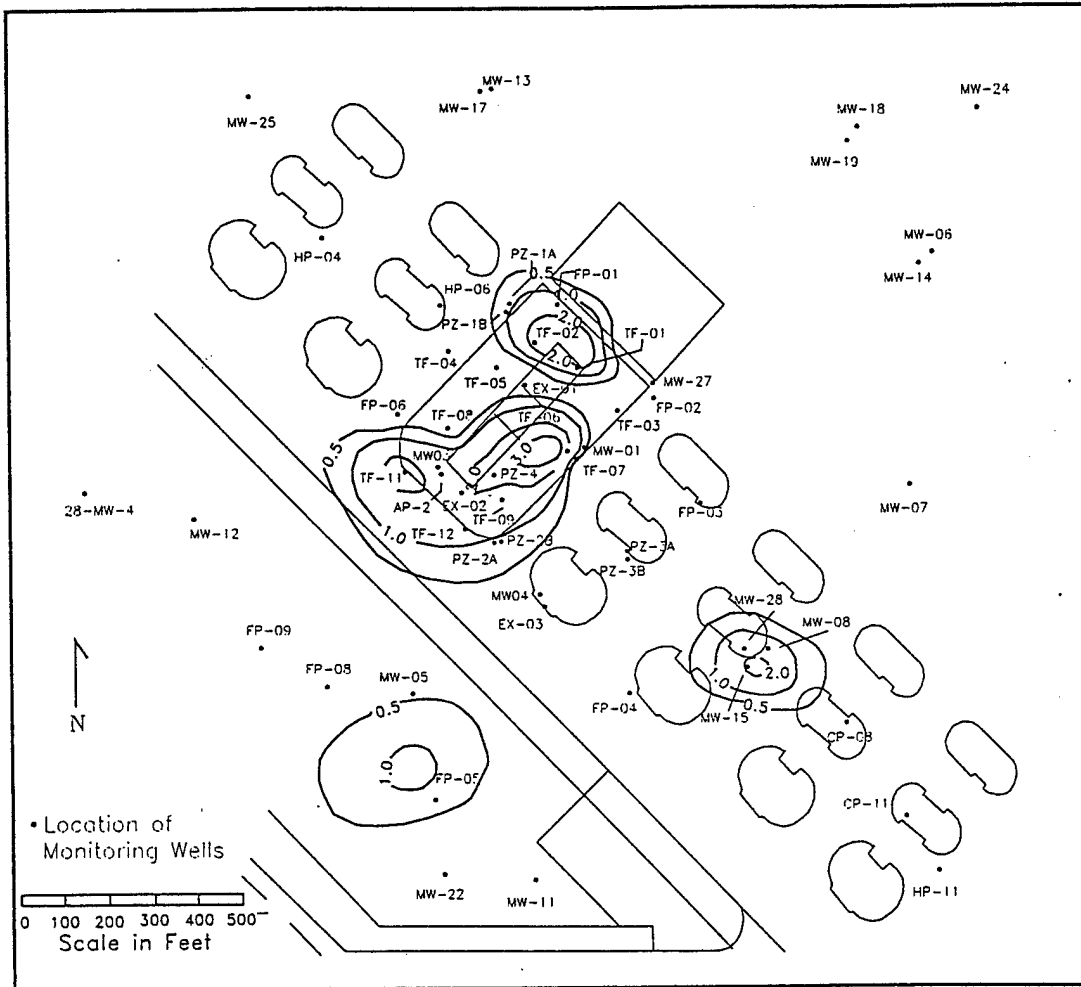 MW-13
MW-17
MW-24
MW-25
MW-18
MW-19
MW-06
MW-14
HP-04
PZ-1A
0.5
FP-01
1.0
HP-06
PZ-1B
2.0
TF-02
TF-01
2.0
TF-04
TF-05
EX-01
MW-27
FP-02
FP-06
TF-08
TF-06
TF-03
0.5
MW-01
3.0
TF-07
TF-11
PZ-4
AP-2
EX-02
FP-03
MW-07
28-MW-4
MW-12
1.0
TF-09
TF-12
PZ-2B
PZ-2A
PZ-3A
PZ-3B
MW04
EX-03
MW-28
MW-08
FP-09
FP-08
MW-05
2.0
FP-04
0.5
MW-15
0.5
CP-08
1.0
FP-05
CP-11
HP-11
N
• Location of
Monitoring Wells
MW-22
MW-11
0 100 200 300 400 500
Scale in Feet